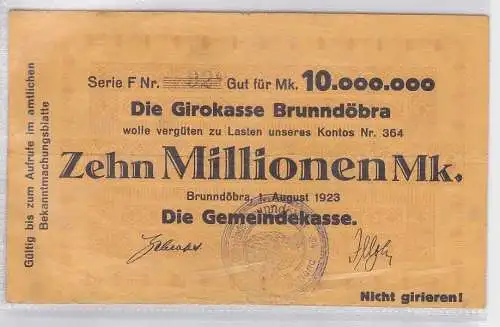 Serie F Nr. Gut für Mk. 10.000.000
Die Girokasse Brunndöbra
wolle vergüten zu Lasten unseres Kontos Nr. 364
Zehn Millionen Mk.
Brunndöbra, 1. August 1923
Die Gemeindekasse.
Nicht girieren!
Gültig bis zum Aufrufe im amtlichen
Bekanntmachungsblatte